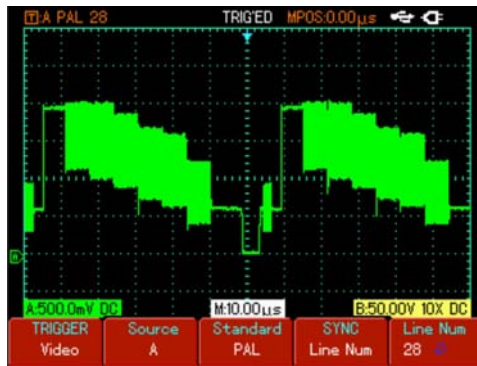 T:A PAL 28 TRIG'ED MPOS:0.00μs
A
A:500.0mV DC M:10.00μs B:50.00V 10X DC
TRIGGER Source Standard SYNC Line Num
Video A PAL Line Num 28